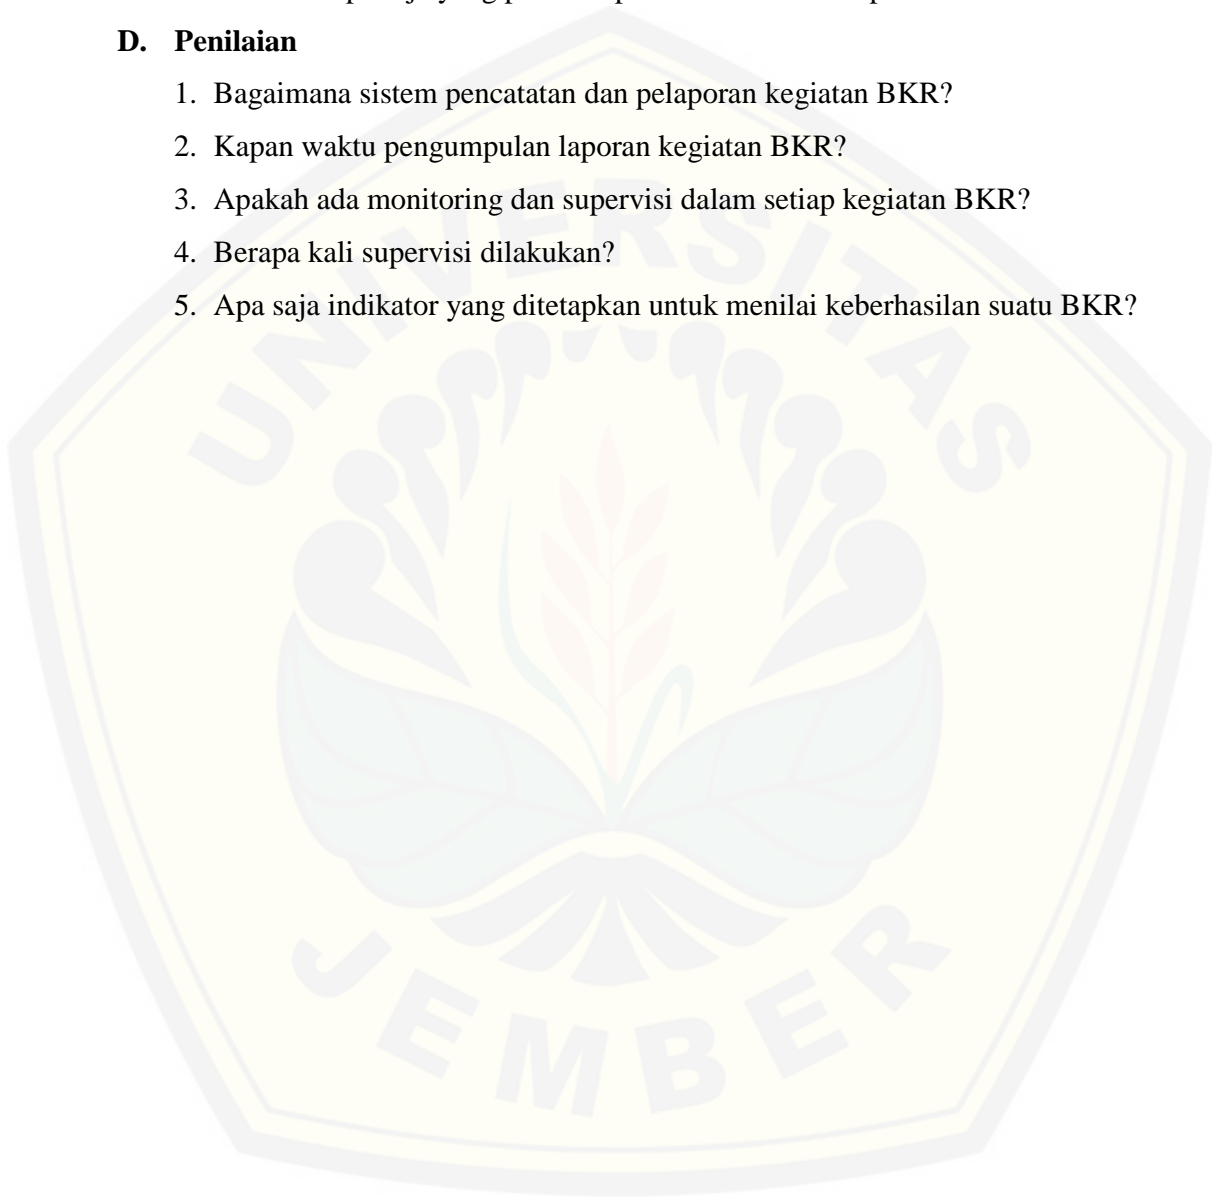 D. Penilaian
1. Bagaimana sistem pencatatan dan pelaporan kegiatan BKR?
2. Kapan waktu pengumpulan laporan kegiatan BKR?
3. Apakah ada monitoring dan supervisi dalam setiap kegiatan BKR?
4. Berapa kali supervisi dilakukan?
5. Apa saja indikator yang ditetapkan untuk menilai keberhasilan suatu BKR?
UNIVERSITAS
JEMBER